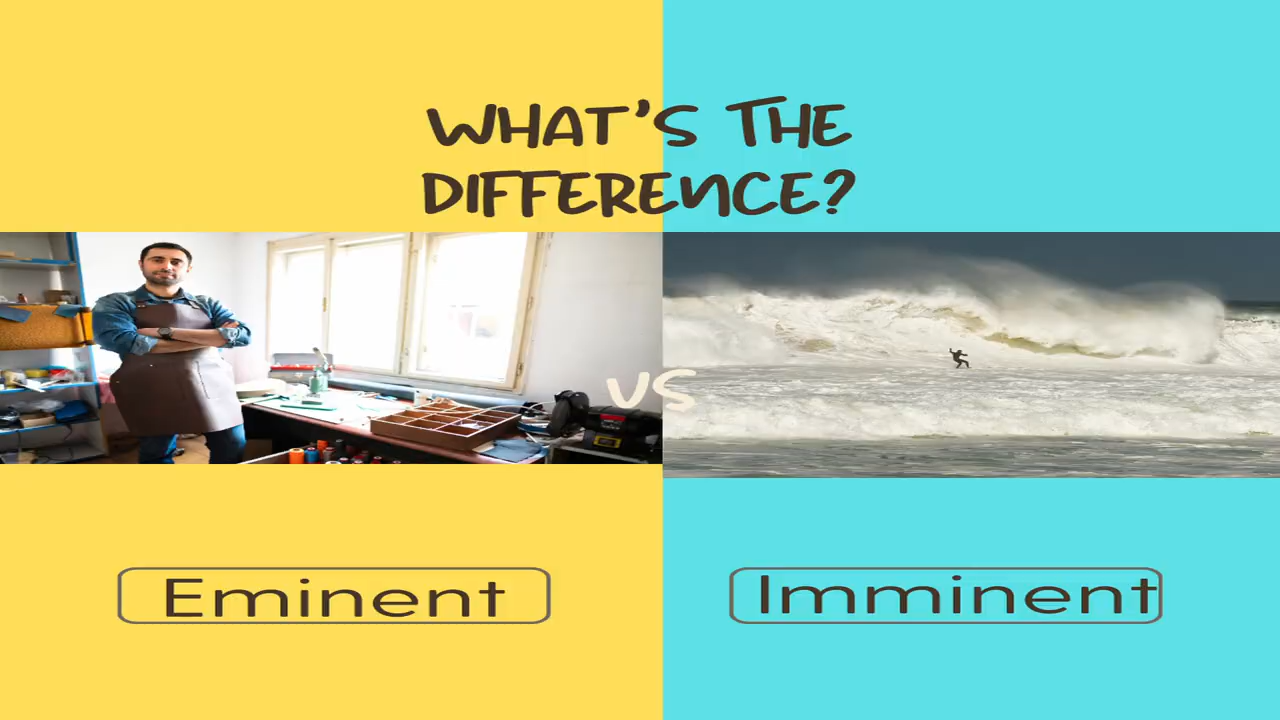 WHAT'S THE
DIFFERENCE?
VS
Eminent
Imminent